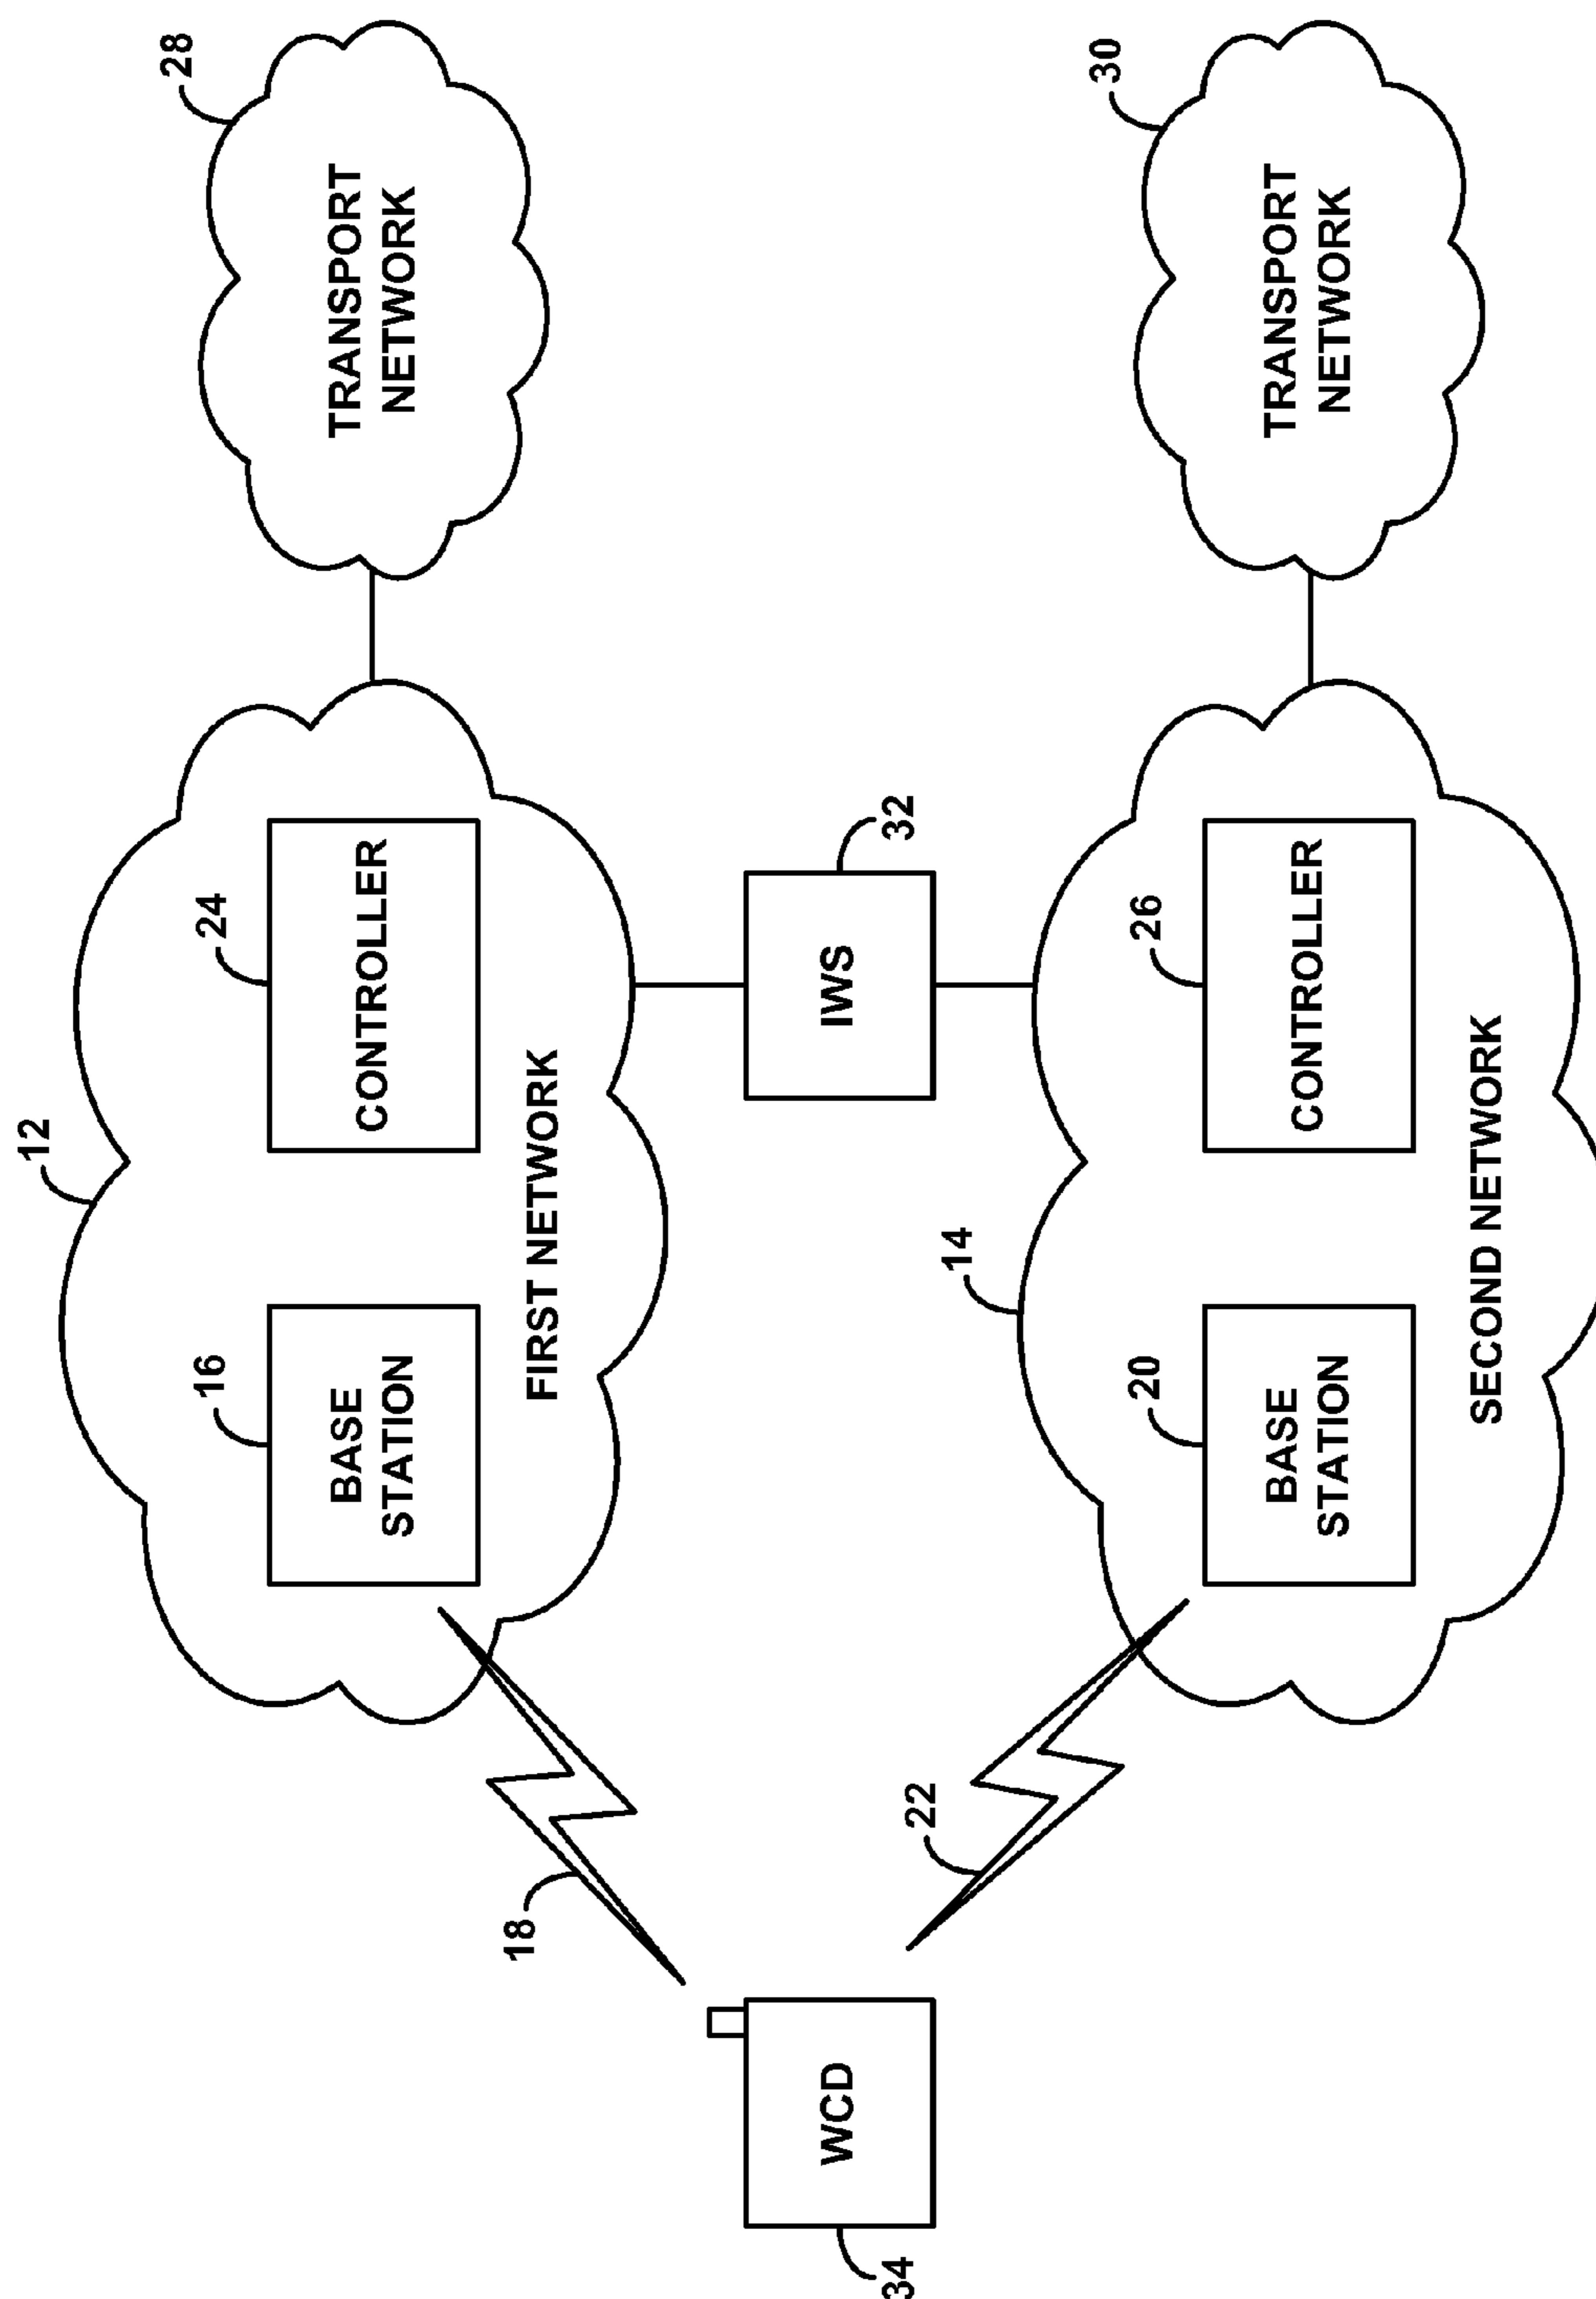 12
24
CONTROLLER
16
BASE
STATION
FIRST NETWORK
28
TRANSPORT
NETWORK
18
34
WCD
32
IWS
22
14
26
CONTROLLER
20
BASE
STATION
SECOND NETWORK
30
TRANSPORT
NETWORK